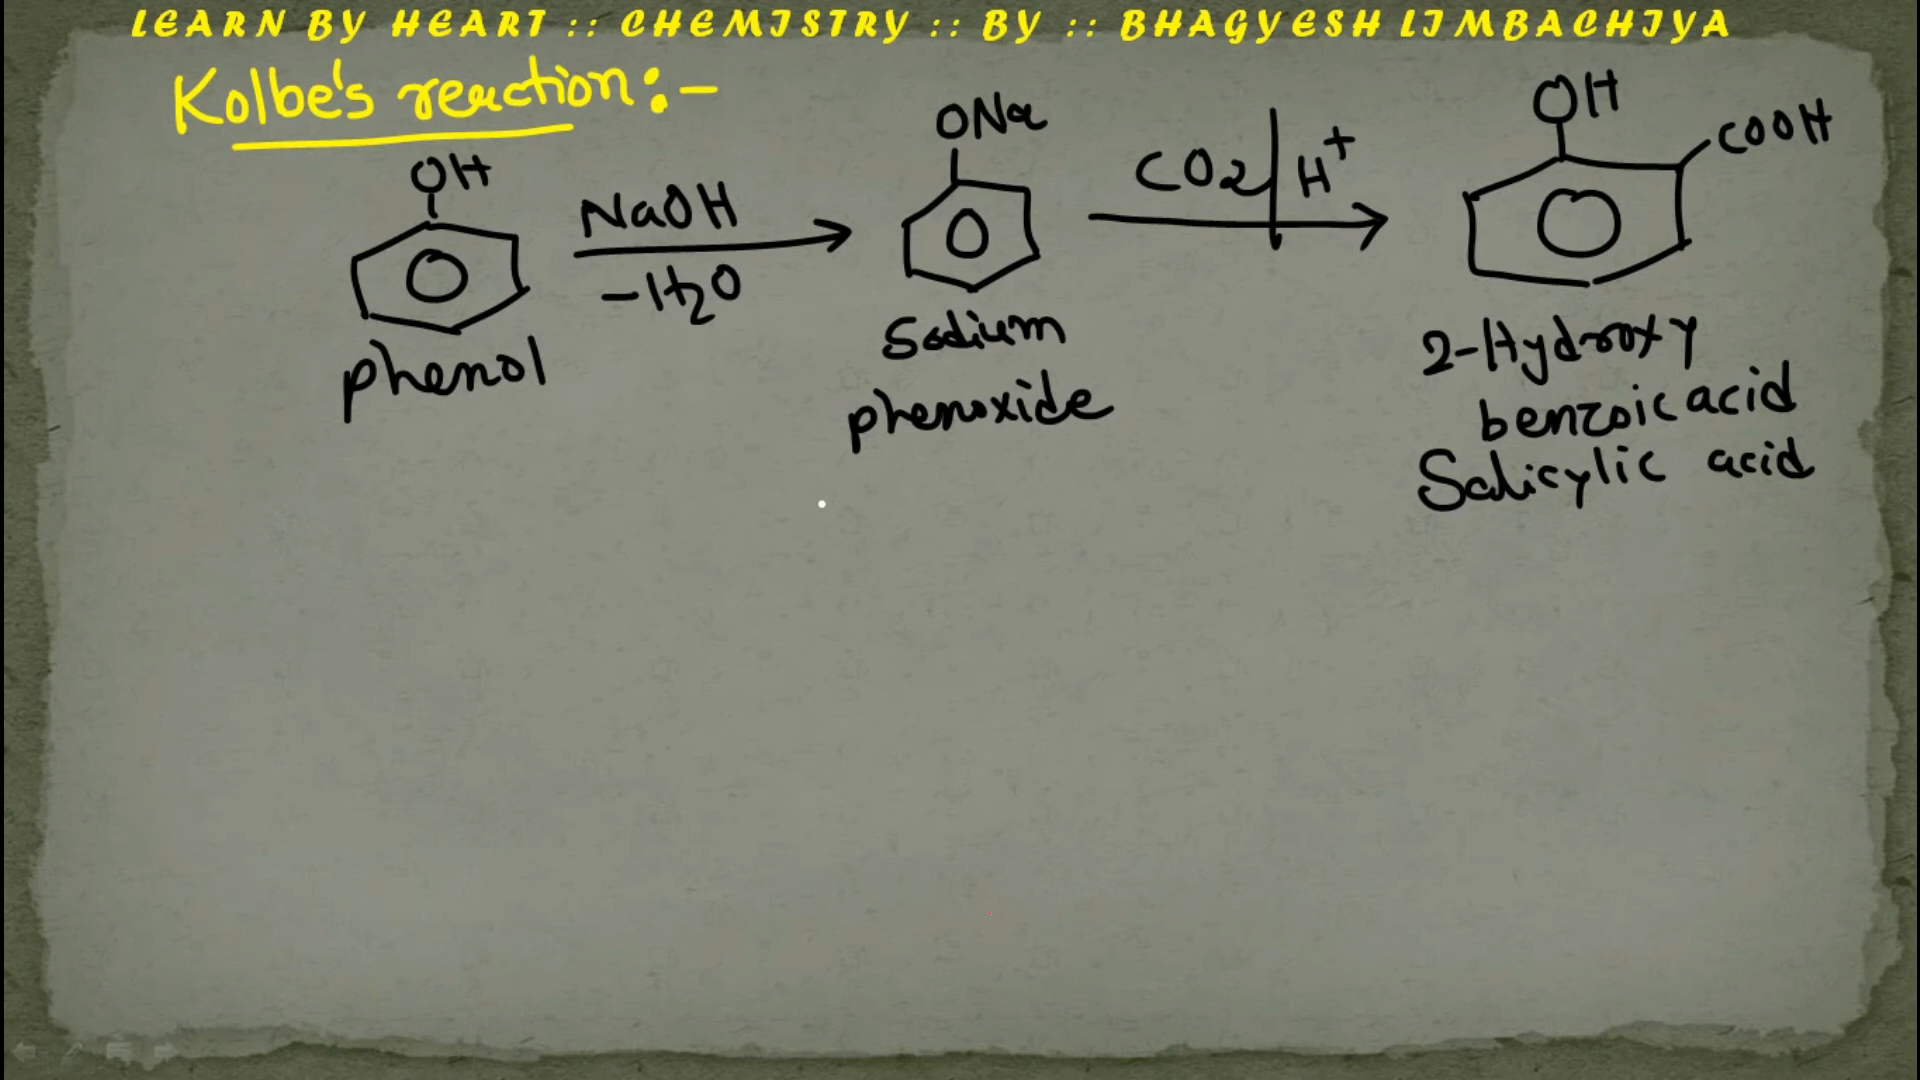 LEARN BY HEART :: CHEMISTRY :: BY :: BHAGYESH LIMBACHIYA
Kolbe's reaction:-
OH
NaOH
-H2O
phenol
ONa
Sodium
phenoxide
CO2 H+
OH
COOH
2-Hydroxy
benzoic acid
Salicylic acid